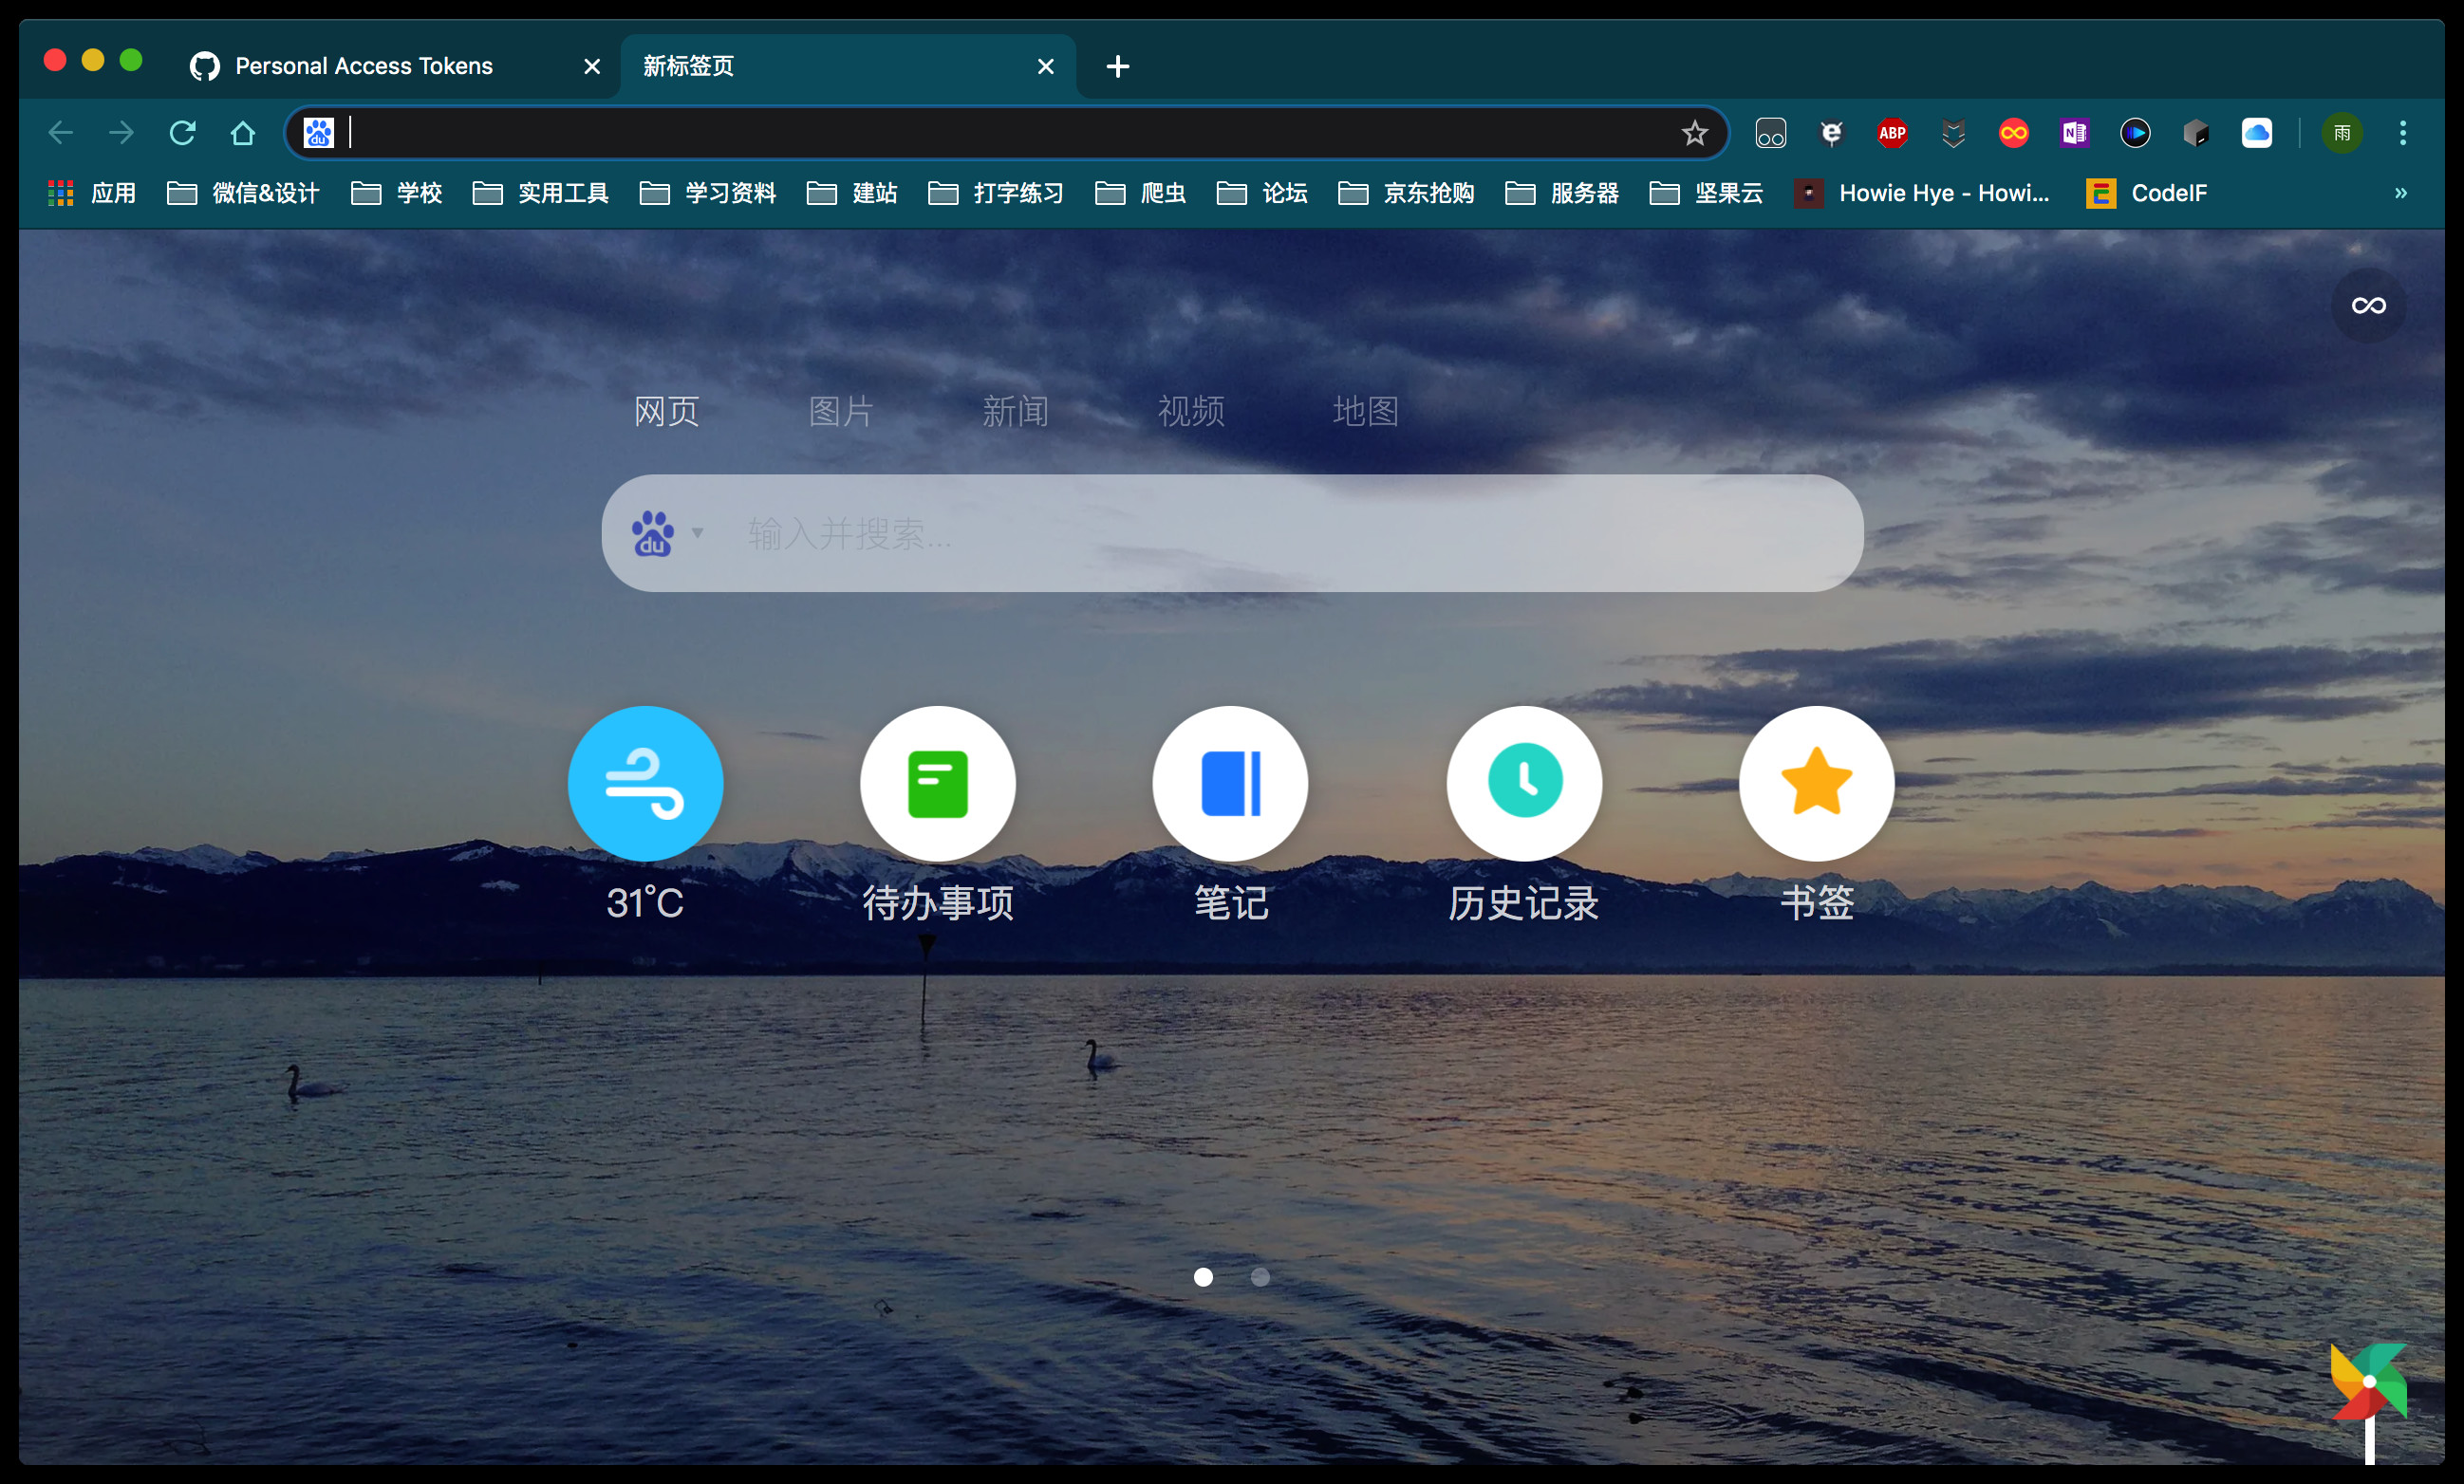 Personal Access Tokens
新标签页
du
ABP
N
雨
应用
微信&设计
学校
实用工具
学习资料
建站
打字练习
爬虫
论坛
京东抢购
服务器
坚果云
Howie Hye - Howi...
CodeIF
»
网页
图片
新闻
视频
地图
du
输入并搜索...
31°C
待办事项
笔记
历史记录
书签